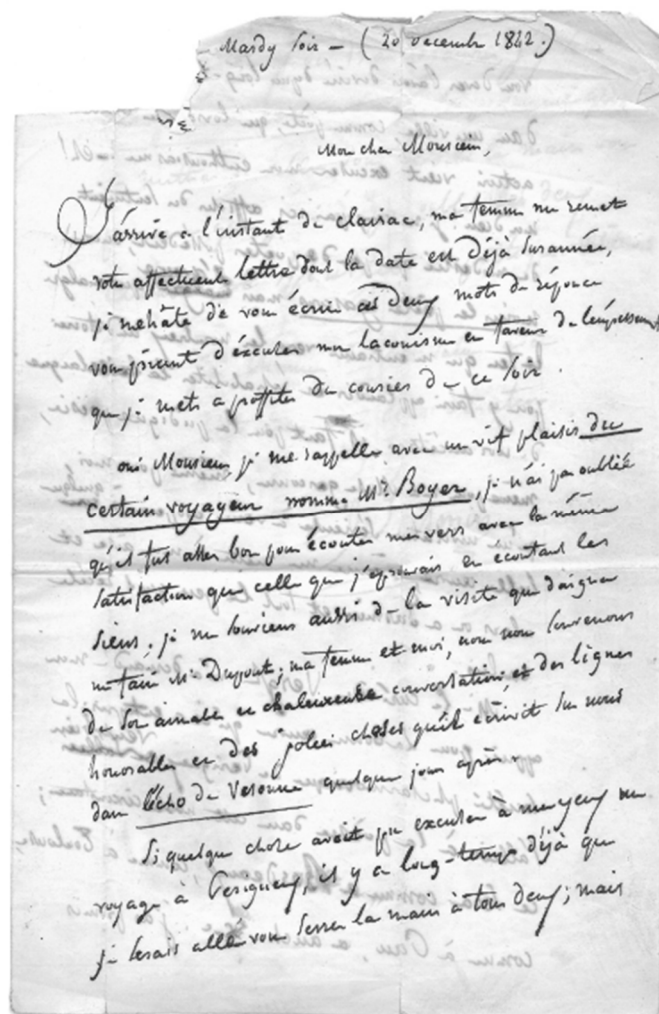 Mardy soir — (20 décembre 1842.)
Mon cher Monsieur,
J'arrive à l'instant de clairac, ma femme me remet
votre affectueuse lettre dont la date est déjà surannée,
je me hâte de vous écrire ces deux mots de réponse
vous priant d'éxcuser mon laconisme en faveur de l'empressement
que je mets a profiter du courier de ce soir.
oui Monsieur, je me rappelle avec un vif plaisir du
certain voyageur nommé Mr. Boyer, je n'ai pas oublié
qu'il fut assez bon pour écouter mes vers avec la même
satisfaction que celle que j'éprouvais en écoutant les
siens; je me souviens aussi de la visite que daigna
me faire Mr. Dupont; ma femme et moi, nous nous souvenons
de son aimable et chaleureuse conversation, et des lignes
honorables et des jolies choses qu'il écrivit sur nous
dans l'écho de Vesonne quelques jours après.
Si quelque chose avait pu excuser à mes yeux un
voyage à Perigueux, il y a long-temps déjà que
je serais allé vous serrer la main à tous deux; mais